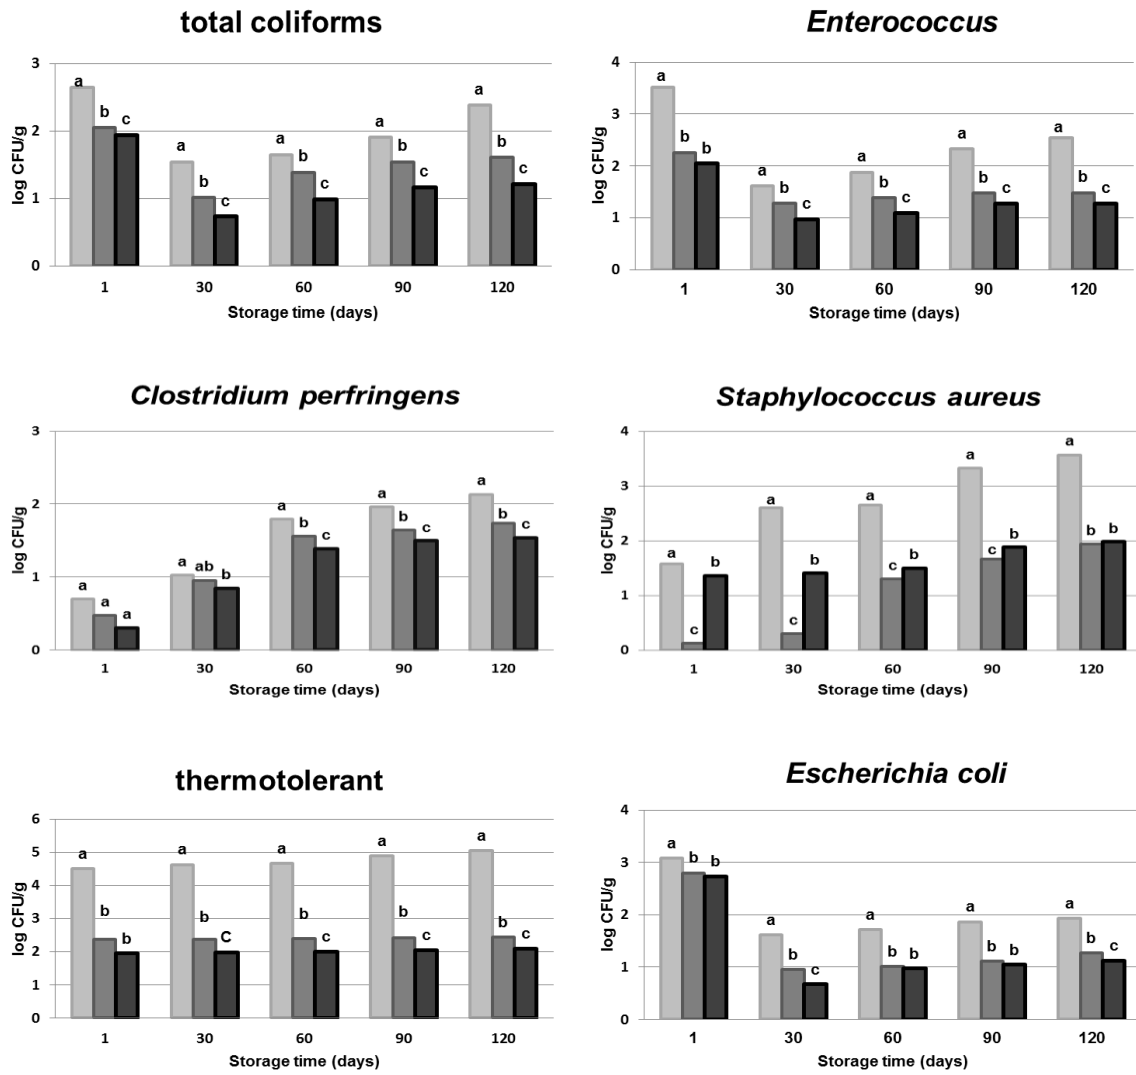 total coliforms
3
2
1
0
log CFU/g
a
b
c
a
b
c
a
b
c
a
b
c
a
b
c
1 30 60 90 120
Storage time (days)
Enterococcus
4
3
2
1
0
log CFU/g
a
b b
a
b
c
a
b
c
a
b
c
a
b
c
1 30 60 90 120
Storage time (days)
Clostridium perfringens
3
2
1
0
log CFU/g
a
a
a
a ab
b
a
b
c
a
b
c
a
b
c
1 30 60 90 120
Storage time (days)
Staphylococcus aureus
4
3
2
1
0
log CFU/g
a
c
b
a
c
b
a
c
b
a
c
b
a
b b
1 30 60 90 120
Storage time (days)
thermotolerant
6
5
4
3
2
1
0
log CFU/g
a
b
b
a
b
C
a
b
c
a
b
c
a
b
c
1 30 60 90 120
Storage time (days)
Escherichia coli
4
3
2
1
0
log CFU/g
a
b b
a
b
c
a
b b
a
b b
a
b
c
1 30 60 90 120
Storage time (days)